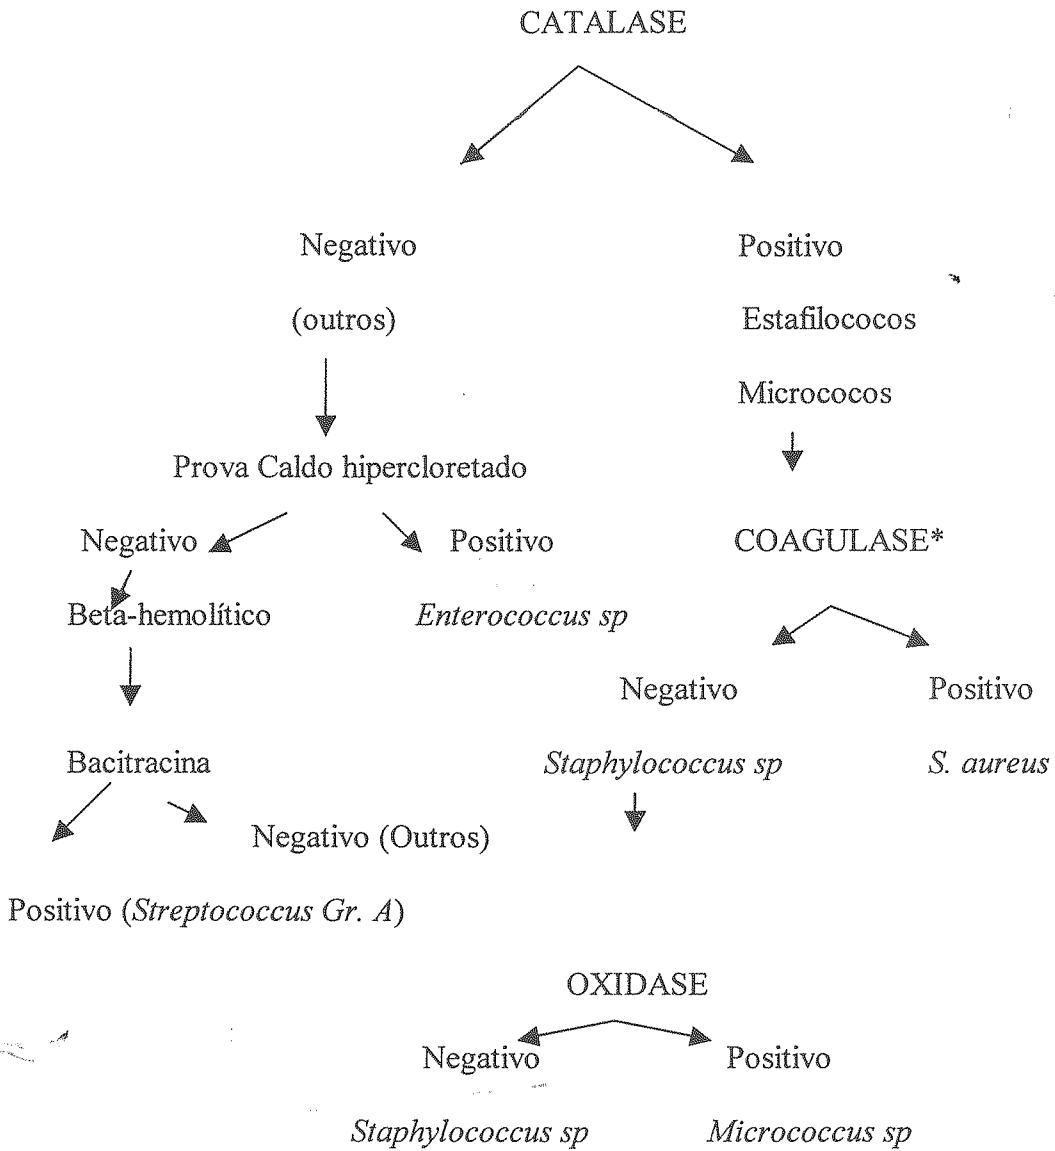 CATALASE
Negativo Positivo
(outros) Estafilococos
Micrococos
Prova Caldo hipercloretado
Negativo Positivo COAGULASE*
Beta-hemolítico Enterococcus sp
Negativo Positivo
Bacitracina Staphylococcus sp S. aureus
Negativo (Outros)
Positivo (Streptococcus Gr. A)
OXIDASE
Negativo Positivo
Staphylococcus sp Micrococcus sp